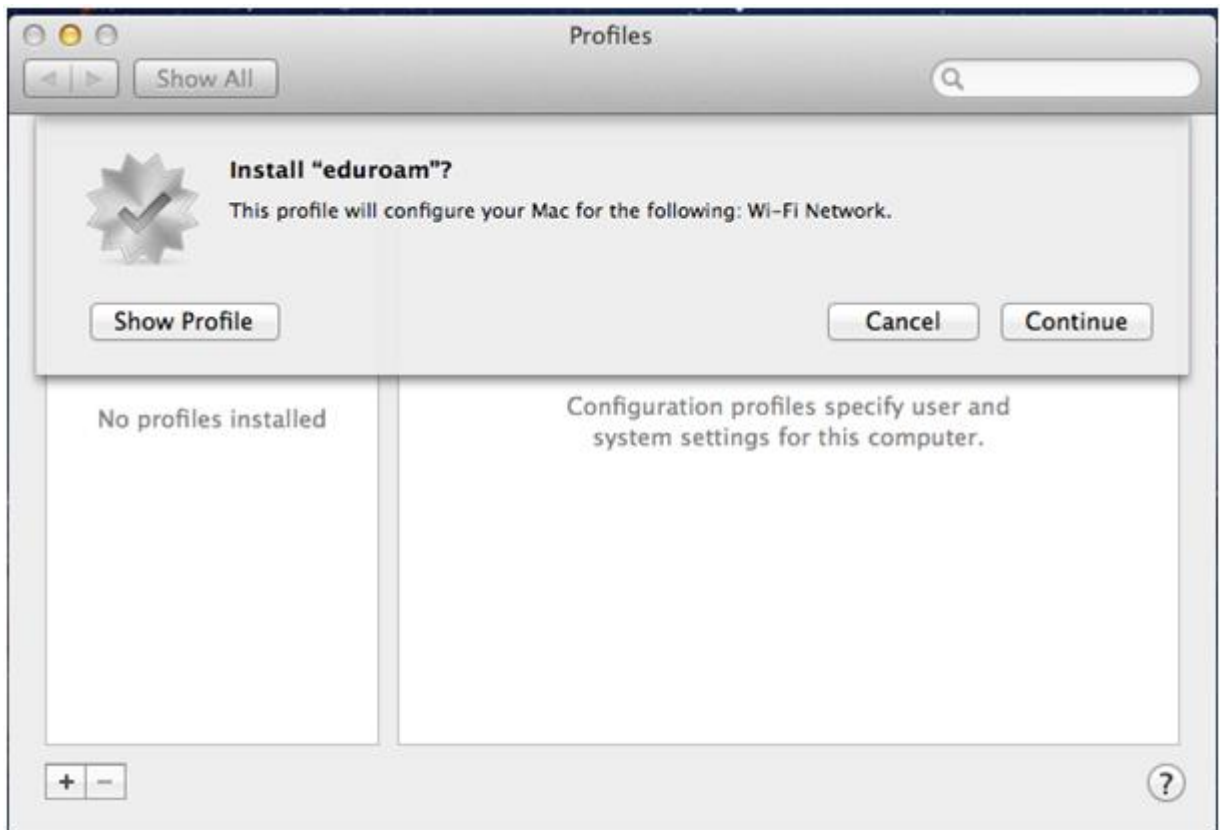 Profiles
Show All
Install “eduroam”?
This profile will configure your Mac for the following: Wi-Fi Network.
Show Profile
Cancel
Continue
No profiles installed
Configuration profiles specify user and
system settings for this computer.
+
−
?